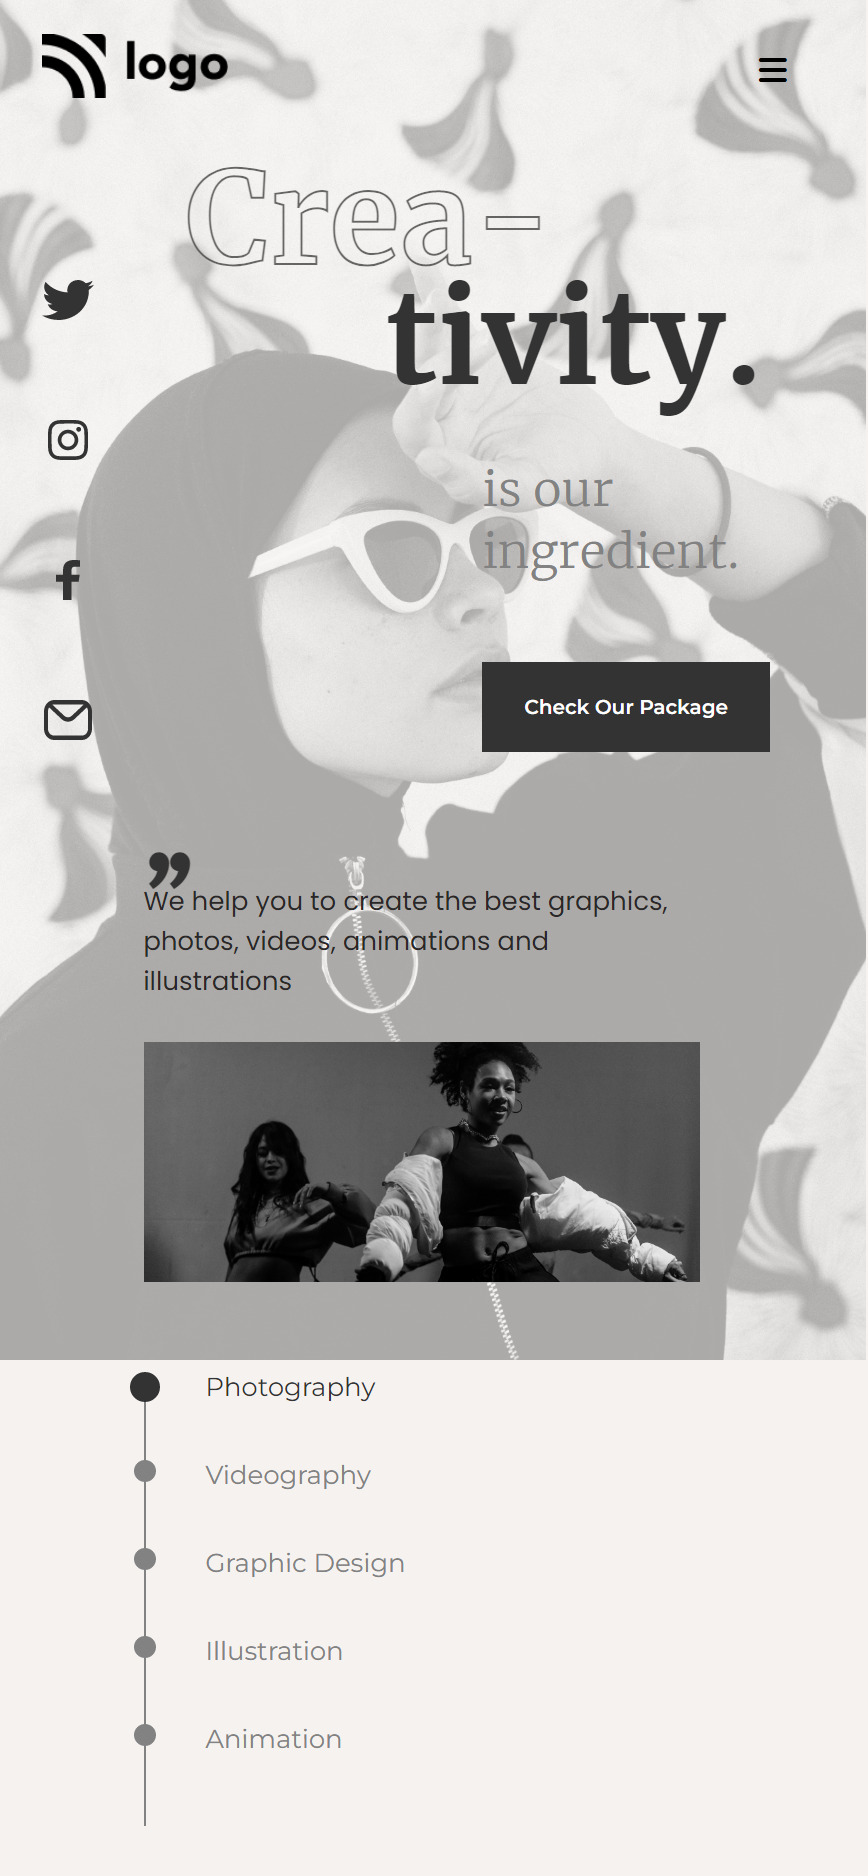 logo
Crea-
tivity.
is our
ingredient.
Check Our Package
”
We help you to create the best graphics,
photos, videos, animations and
illustrations
Photography
Videography
Graphic Design
Illustration
Animation